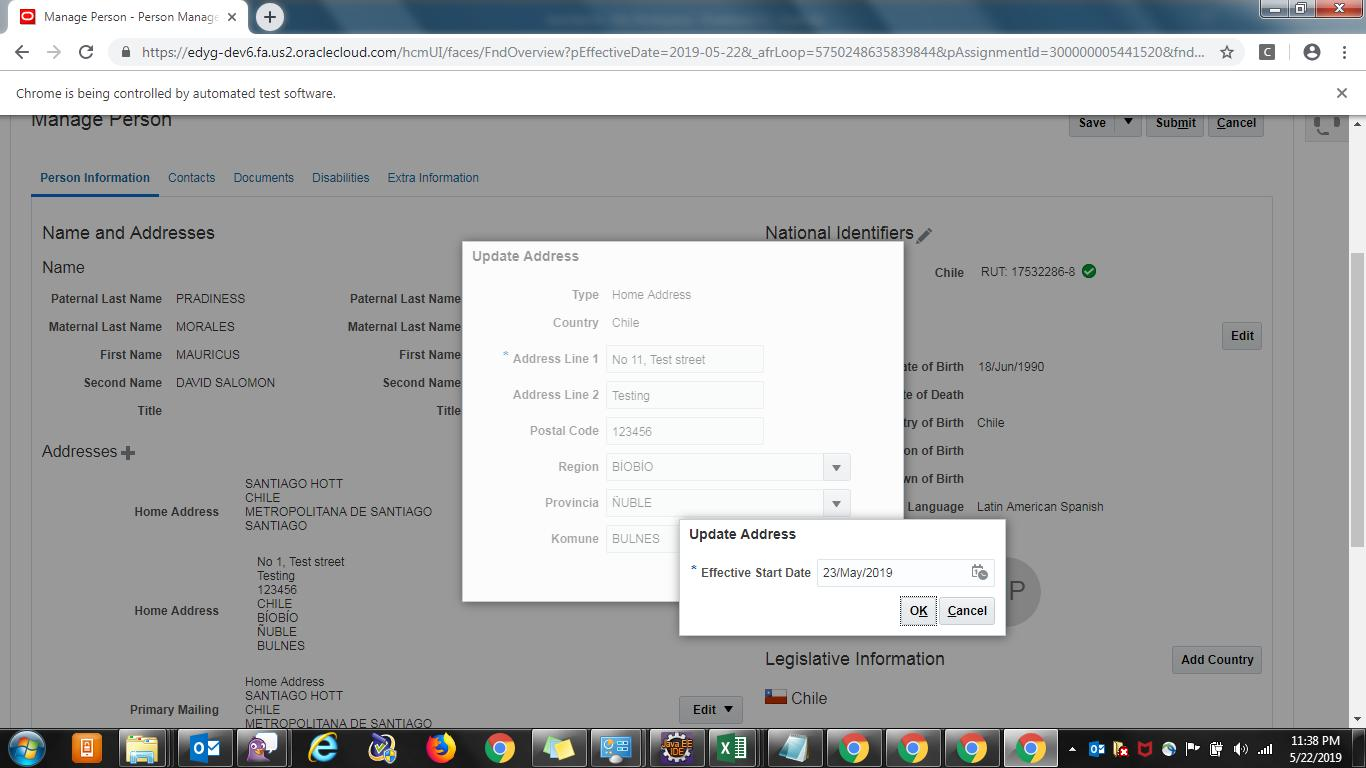 Manage Person - Person Manage
https://edyg-dev6.fa.us2.oraclecloud.com/hcmUI/faces/FndOverview?pEffectiveDate=2019-05-22&_afrLoop=5750248635839844&pAssignmentId=300000005441520&fnd...
Chrome is being controlled by automated test software.
Manage Person
Save
Submit
Cancel
Person Information Contacts Documents Disabilities Extra Information
Name and Addresses
Name
Paternal Last Name PRADINESS Paternal Last Name
Maternal Last Name MORALES Maternal Last Name
First Name MAURICUS First Name
Second Name DAVID SALOMON Second Name
Title Title
Addresses
Home Address
SANTIAGO HOTT
CHILE
METROPOLITANA DE SANTIAGO
SANTIAGO
Home Address
No 1, Test street
Testing
123456
CHILE
BÍOBÍO
ÑUBLE
BULNES
Primary Mailing
Home Address
SANTIAGO HOTT
CHILE
METROPOLITANA DE SANTIAGO
Edit
Update Address
Type Home Address
Country Chile
* Address Line 1 No 11, Test street
Address Line 2 Testing
Postal Code 123456
Region BÍOBÍO
Provincia ÑUBLE
Komune BULNES
Update Address
* Effective Start Date 23/May/2019
OK Cancel
National Identifiers
Chile RUT: 17532286-8
Edit
ate of Birth 18/Jun/1990
te of Death
try of Birth Chile
on of Birth
wn of Birth
Language Latin American Spanish
P
Legislative Information
Add Country
Chile
Java EE
IDE
11:38 PM
5/22/2019